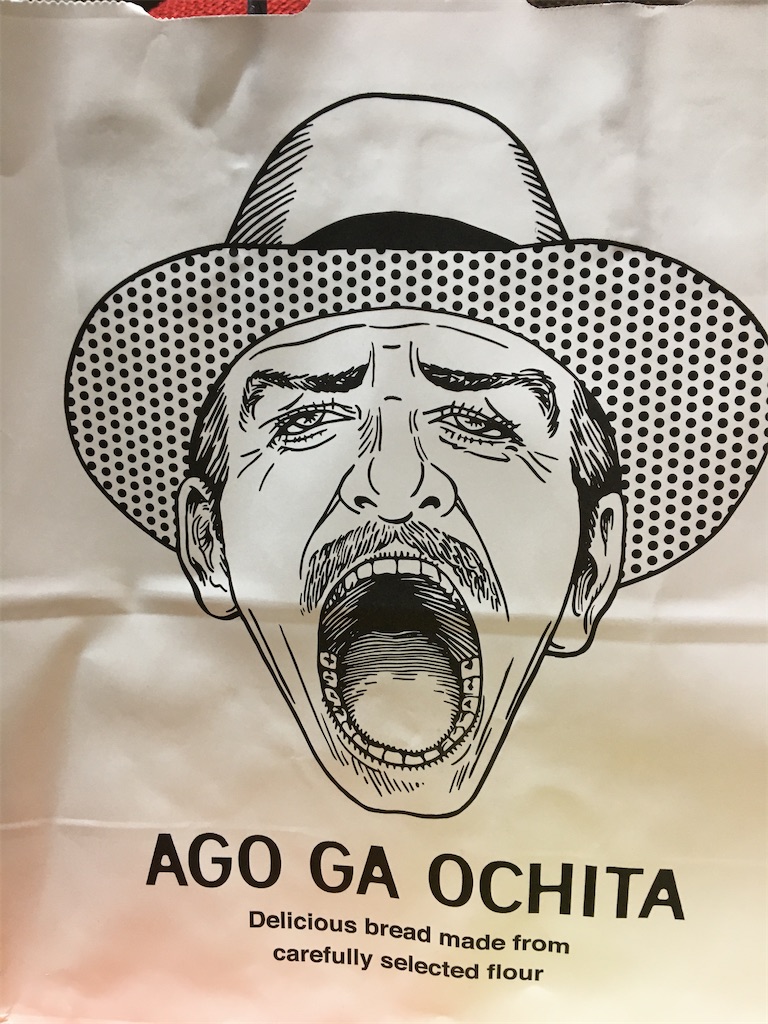 AGO GA OCHITA
Delicious bread made from
carefully selected flour